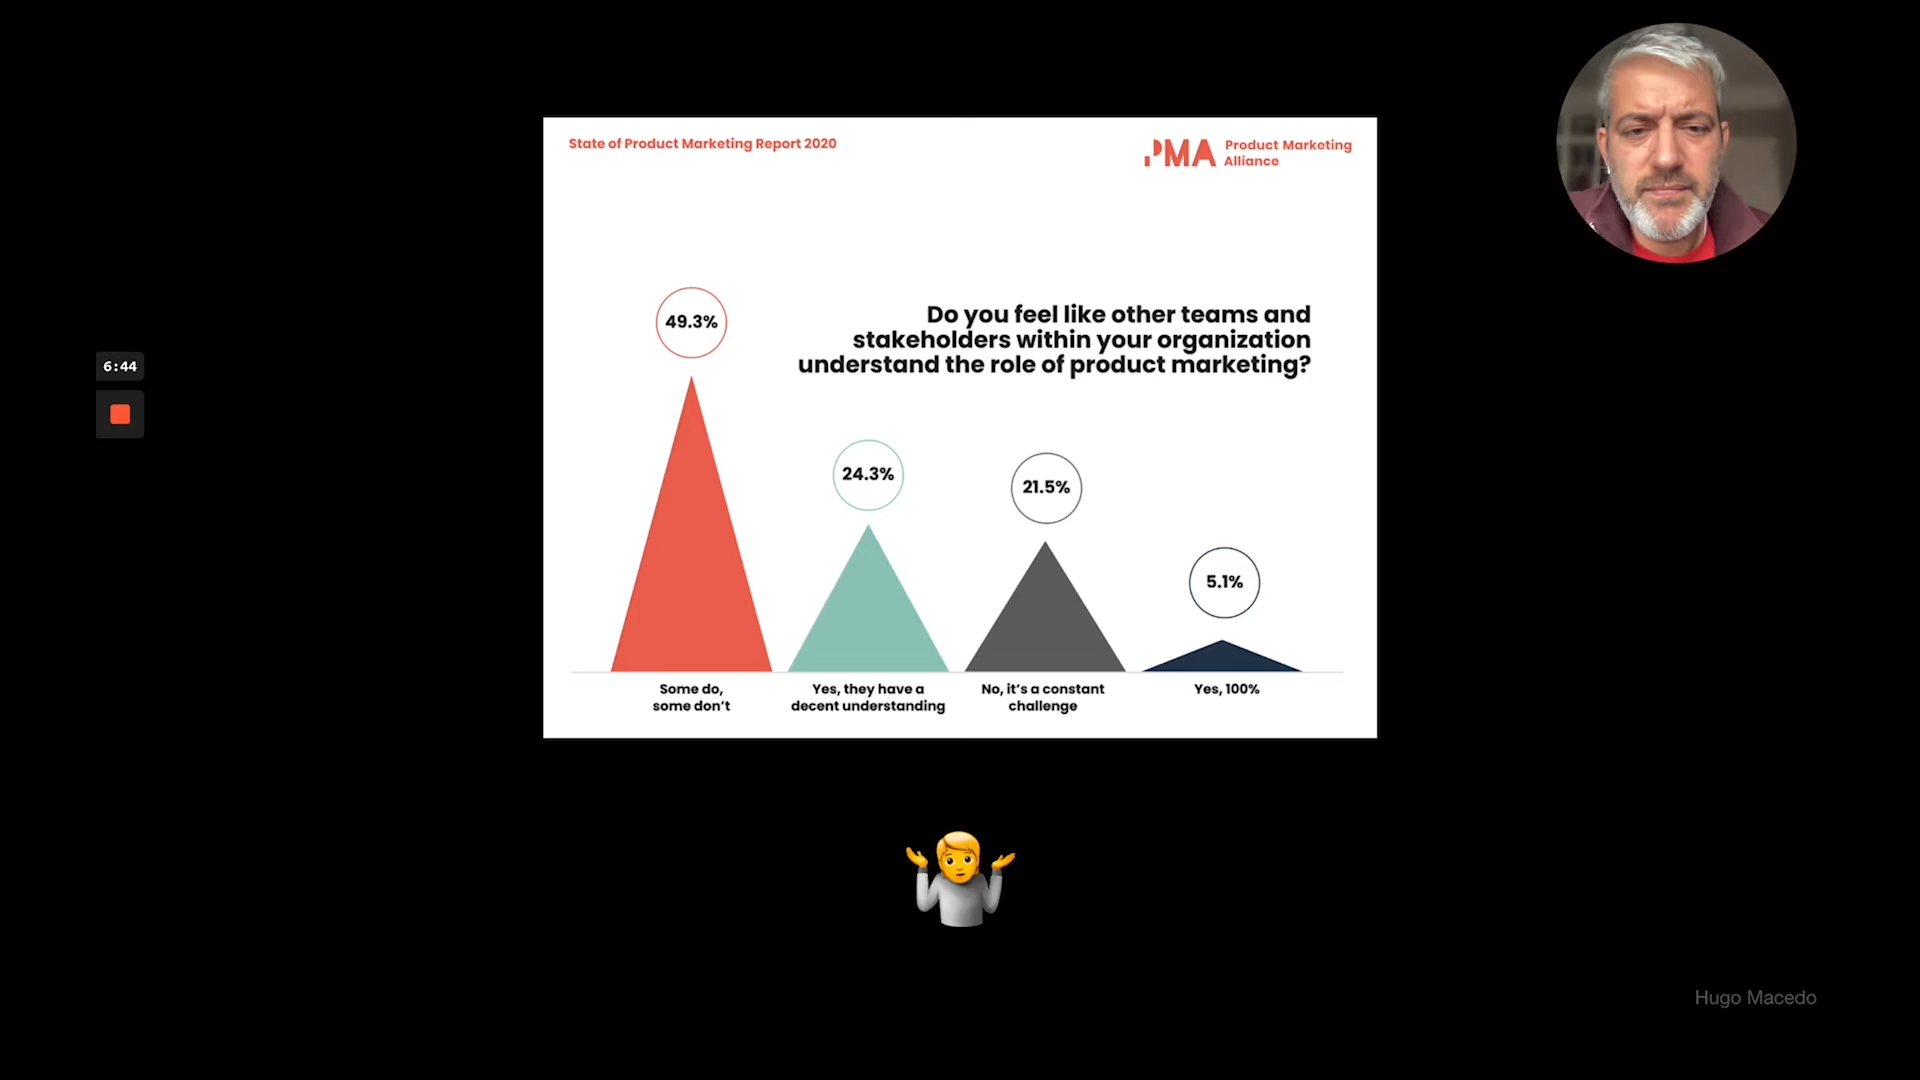 State of Product Marketing Report 2020
PMA Product Marketing
Alliance
Do you feel like other teams and
stakeholders within your organization
understand the role of product marketing?
49.3%
24.3%
21.5%
5.1%
Some do,
some don't
Yes, they have a
decent understanding
No, it's a constant
challenge
Yes, 100%
6:44
Hugo Macedo